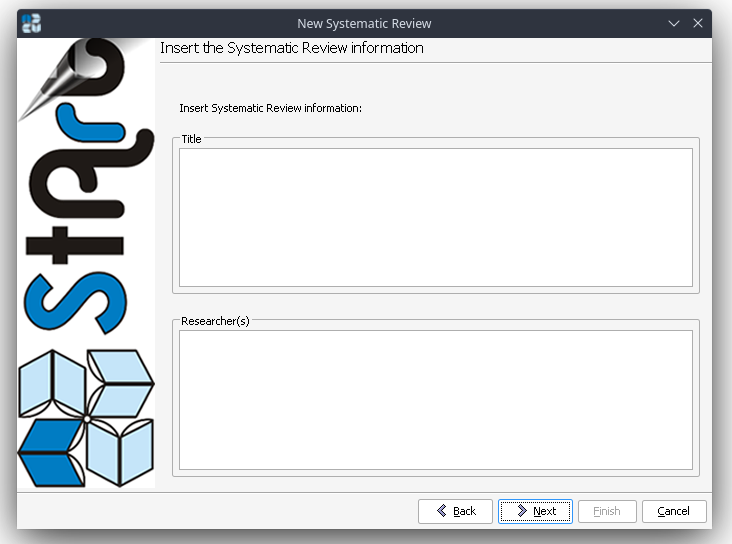 New Systematic Review
Insert the Systematic Review information
StArt
Insert Systematic Review information:
Title
Researcher(s)
Back
Next
Finish
Cancel